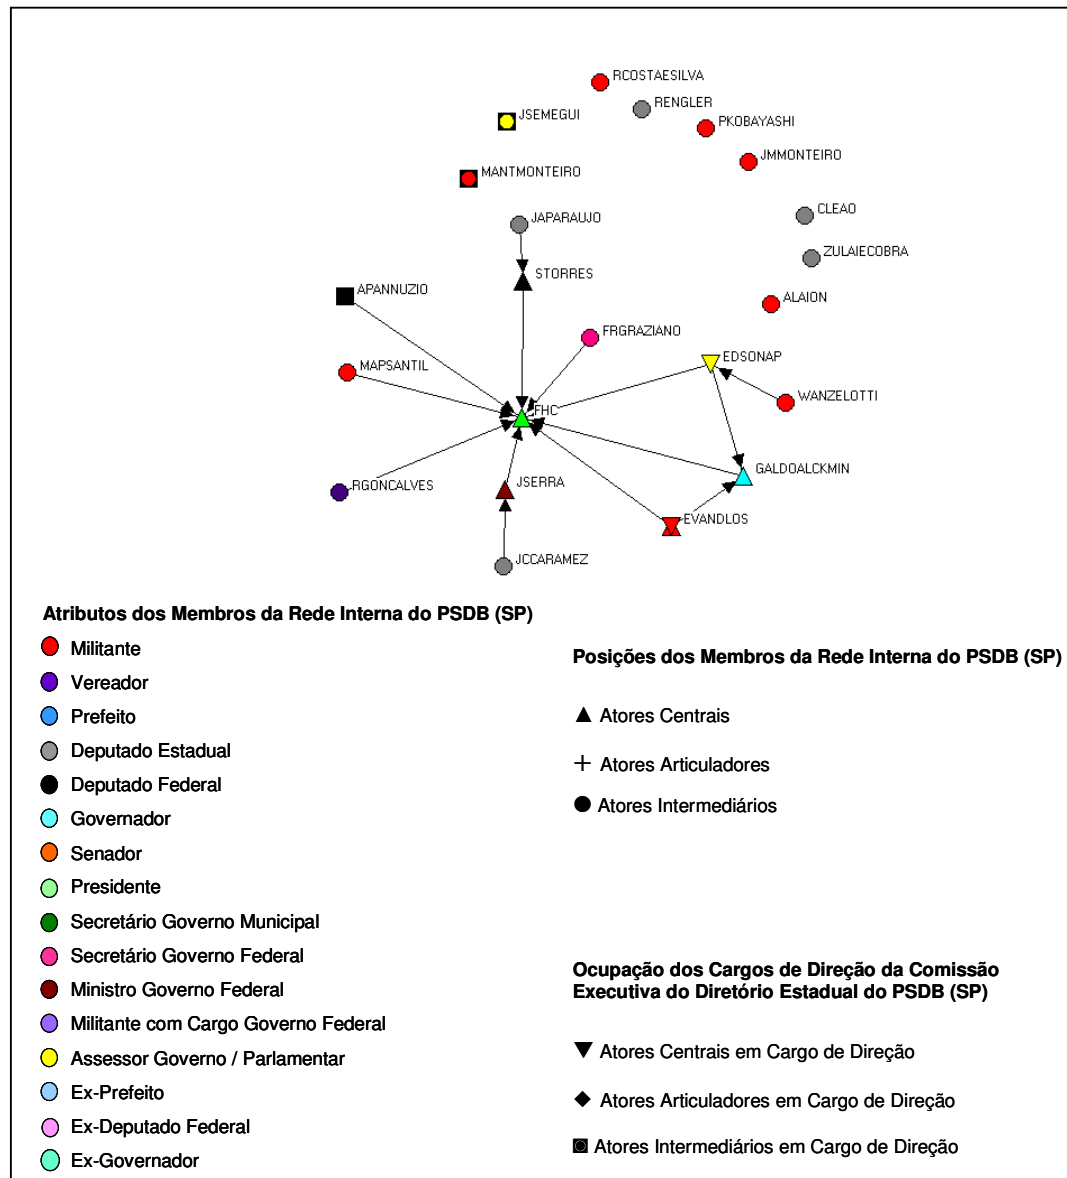 RCOSTAESILVA
RENGLER
JSEMEGUI
PKOBAYASHI
JMMONTEIRO
MANTMONTEIRO
CLEAO
JAPARAUJO
ZULAIECOBRA
STORRES
APANNUZIO
ALAION
FRGRAZIANO
EDSONAP
MAPSANTIL
WANZELOTTI
FHC
GALDOALCKMIN
RGONCALVES
JSERRA
EVANDLOS
JCCARAMEZ
Atributos dos Membros da Rede Interna do PSDB (SP)
Militante
Vereador
Prefeito
Deputado Estadual
Deputado Federal
Governador
Senador
Presidente
Secretário Governo Municipal
Secretário Governo Federal
Ministro Governo Federal
Militante com Cargo Governo Federal
Assessor Governo / Parlamentar
Ex-Prefeito
Ex-Deputado Federal
Ex-Governador
Posições dos Membros da Rede Interna do PSDB (SP)
Atores Centrais
Atores Articuladores
Atores Intermediários
Ocupação dos Cargos de Direção da Comissão
Executiva do Diretório Estadual do PSDB (SP)
Atores Centrais em Cargo de Direção
Atores Articuladores em Cargo de Direção
Atores Intermediários em Cargo de Direção